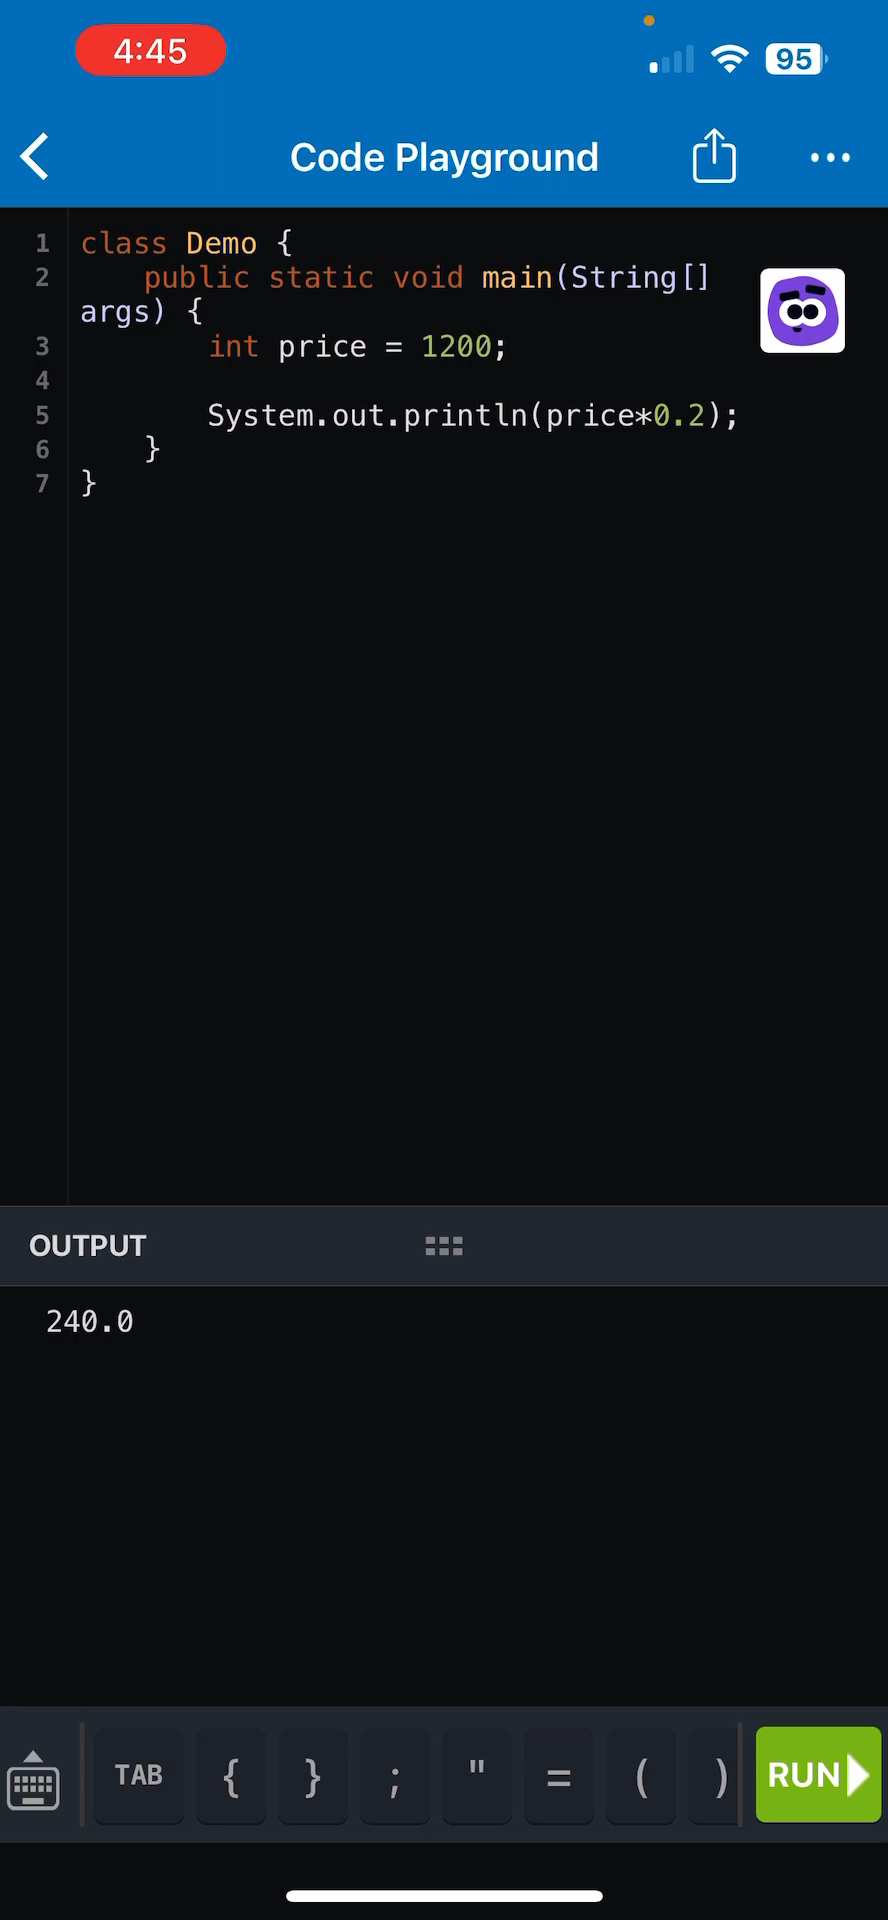 4:45
95
Code Playground
1 class Demo {
2 public static void main(String[]
args) {
3 int price = 1200;
4
5 System.out.println(price*0.2);
6 }
7 }
OUTPUT
240.0
TAB { } ; " = ( ) RUN